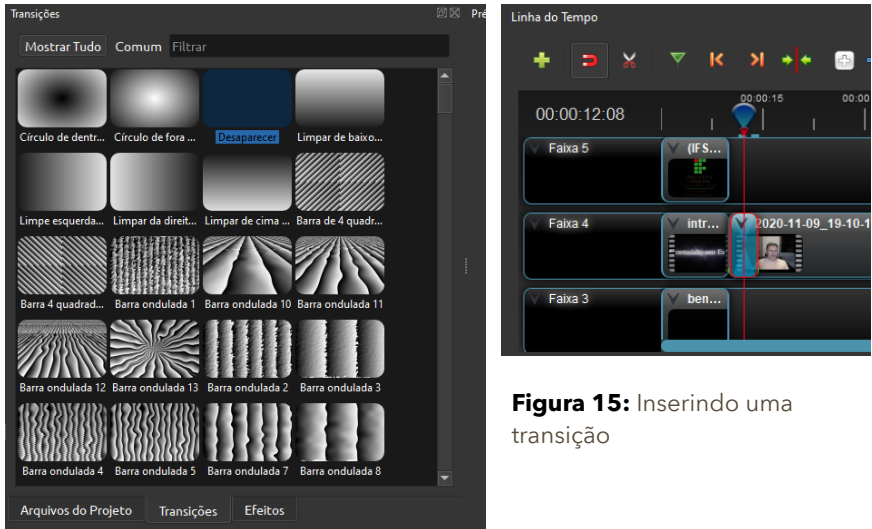 Transições
Pré
Mostrar Tudo Comum Filtrar
Círculo de dentr... Círculo de fora ... Desaparecer Limpar de baixo...
Limpe esquerda... Limpar da direit... Limpar de cima ... Barra de 4 quadr...
Barra 4 quadrad... Barra ondulada 1 Barra ondulada 10 Barra ondulada 11
Barra ondulada 12 Barra ondulada 13 Barra ondulada 2 Barra ondulada 3
Barra ondulada 4 Barra ondulada 5 Barra ondulada 7 Barra ondulada 8
Arquivos do Projeto Transições Efeitos
Linha do Tempo
00:00:15 00:00
00:00:12:08
Faixa 5 (IFS...
Faixa 4 intr... 2020-11-09_19-10-1
Faixa 3 ben...
Figura 15: Inserindo uma
transição